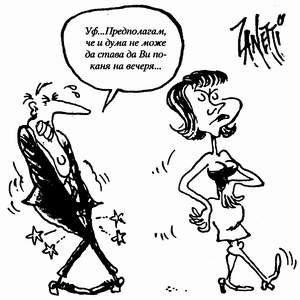 Уф...Предполагам,
че и дума не може
да става да Ви по-
каня на вечеря...
ZANETTI